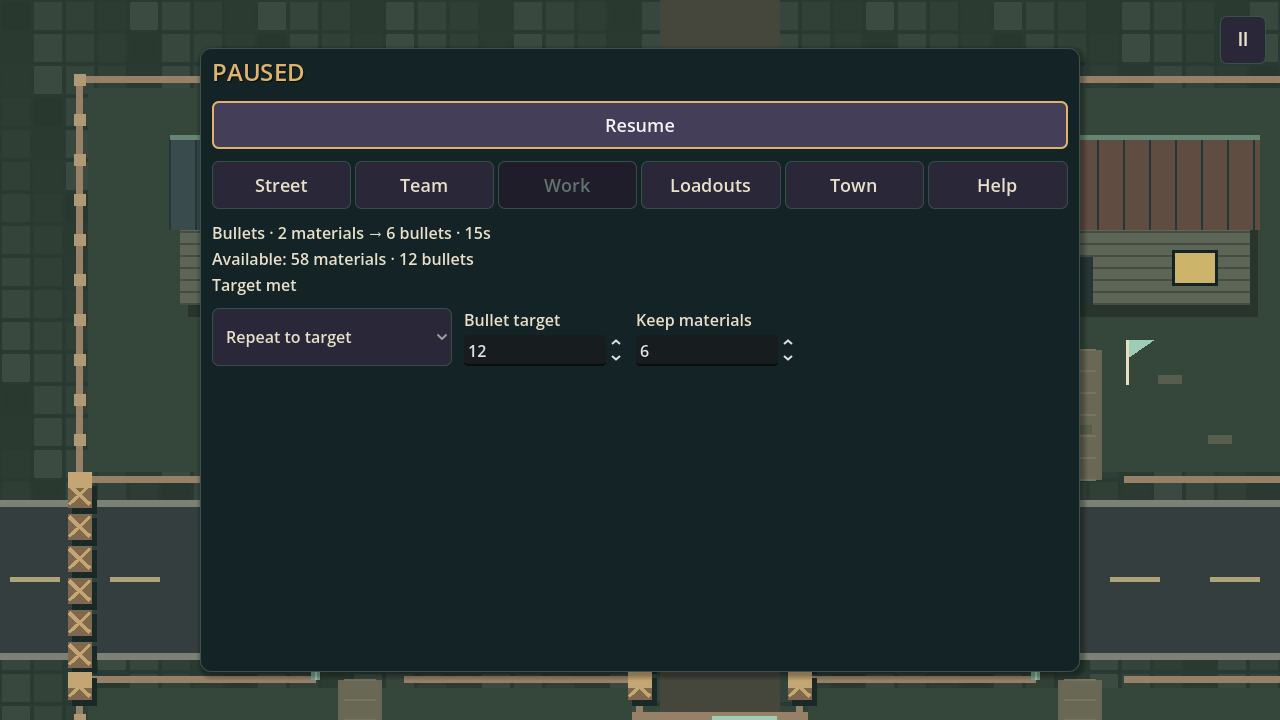 PAUSED
Resume
Street
Team
Work
Loadouts
Town
Help
Bullets · 2 materials → 6 bullets · 15s
Available: 58 materials · 12 bullets
Target met
Repeat to target
Bullet target
12
Keep materials
6